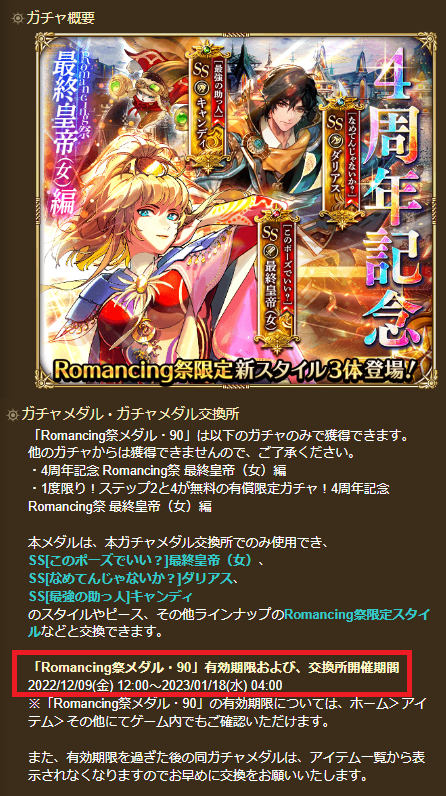 ガチャ概要
Romancing祭
最終皇帝(女)編
4周年記念
[最強の助っ人]
SS キャンディ
[なめてんじゃないか?]
SS ダリアス
[このポーズでいい?]
SS 最終皇帝(女)
Romancing祭限定新スタイル3体登場!
ガチャメダル・ガチャメダル交換所
「Romancing祭メダル・90」は以下のガチャのみで獲得できます。
他のガチャからは獲得できませんので、ご了承ください。
・4周年記念 Romancing祭 最終皇帝（女）編
・1度限り！ステップ2と4が無料の有償限定ガチャ！4周年記念
Romancing祭 最終皇帝（女）編
本メダルは、本ガチャメダル交換所でのみ使用でき、
SS[このポーズでいい？]最終皇帝（女）、
SS[なめてんじゃないか？]ダリアス、
SS[最強の助っ人]キャンディ
のスタイルやピース、その他ラインナップのRomancing祭限定スタイ
ルなどと交換できます。
「Romancing祭メダル・90」有効期限および、交換所開催期間
2022/12/09(金) 12:00～2023/01/18(水) 04:00
※「Romancing祭メダル・90」の有効期限については、ホーム＞アイ
テム＞その他にてゲーム内でもご確認いただけます。
また、有効期限を過ぎた後の同ガチャメダルは、アイテム一覧から表
示されなくなりますのでお早めに交換をお願いいたします。